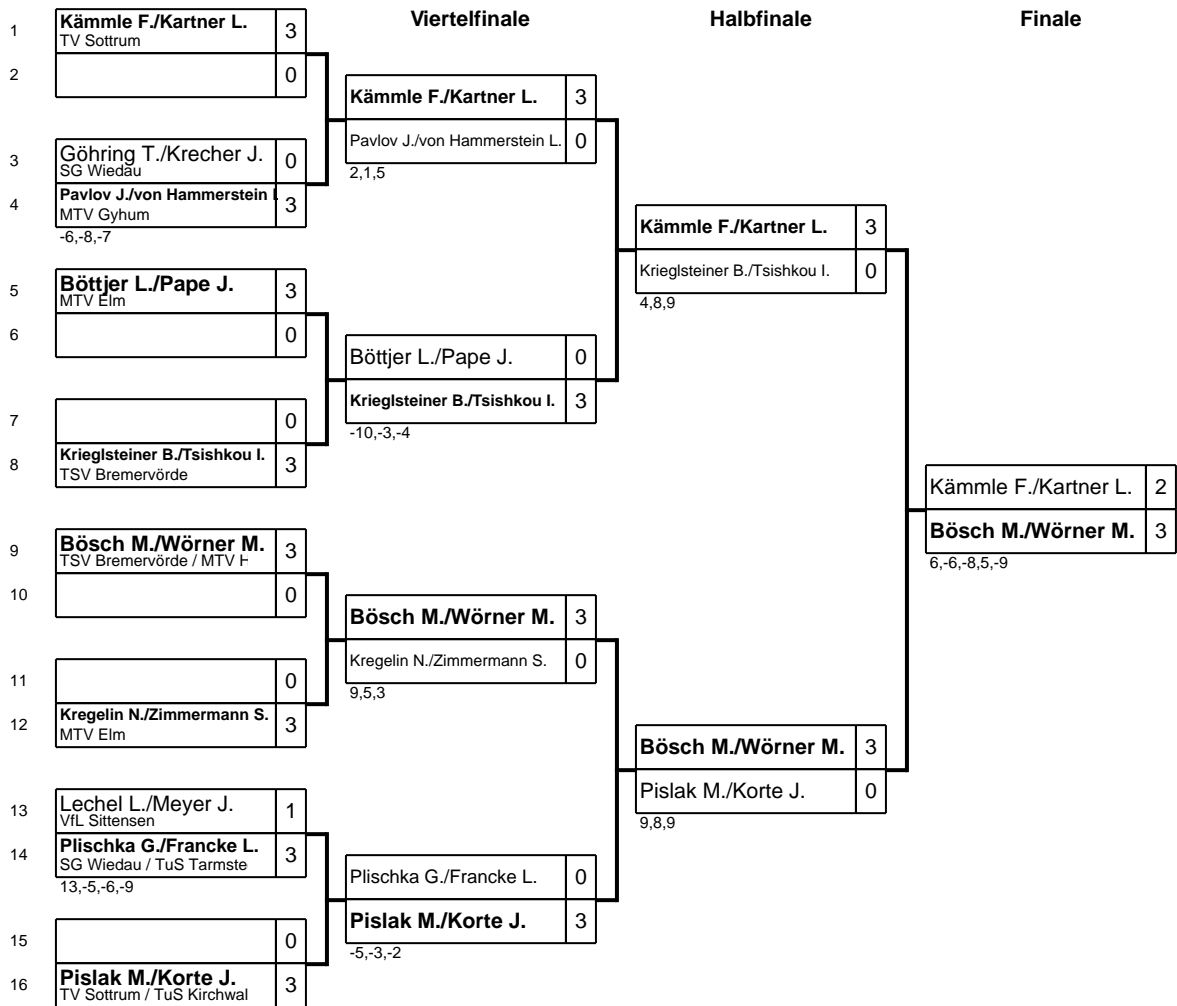 Viertelfinale
Halbfinale
Finale
1
Kämmle F./Kartner L.
3
TV Sottrum
2
0
3
Göhring T./Krecher J.
0
SG Wiedau
4
Pavlov J./von Hammerstein
3
MTV Gyhum
-6,-8,-7
5
Böttjer L./Pape J.
3
MTV Elm
6
0
7
0
8
Krieglsteiner B./Tsishkou I.
3
TSV Bremervörde
9
Bösch M./Wörner M.
3
TSV Bremervörde / MTV H
10
0
11
0
12
Kregelin N./Zimmermann S.
3
MTV Elm
13
Lechel L./Meyer J.
1
VfL Sittensen
14
Plischka G./Francke L.
3
SG Wiedau / TuS Tarmste
13,-5,-6,-9
15
0
16
Pislak M./Korte J.
3
TV Sottrum / TuS Kirchwal
Kämmle F./Kartner L.
3
Pavlov J./von Hammerstein L.
0
2,1,5
Böttjer L./Pape J.
0
Krieglsteiner B./Tsishkou I.
3
-10,-3,-4
Bösch M./Wörner M.
3
Kregelin N./Zimmermann S.
0
9,5,3
Plischka G./Francke L.
0
Pislak M./Korte J.
3
-5,-3,-2
Kämmle F./Kartner L.
3
Krieglsteiner B./Tsishkou I.
0
4,8,9
Bösch M./Wörner M.
3
Pislak M./Korte J.
0
9,8,9
Kämmle F./Kartner L.
2
Bösch M./Wörner M.
3
6,-6,-8,5,-9